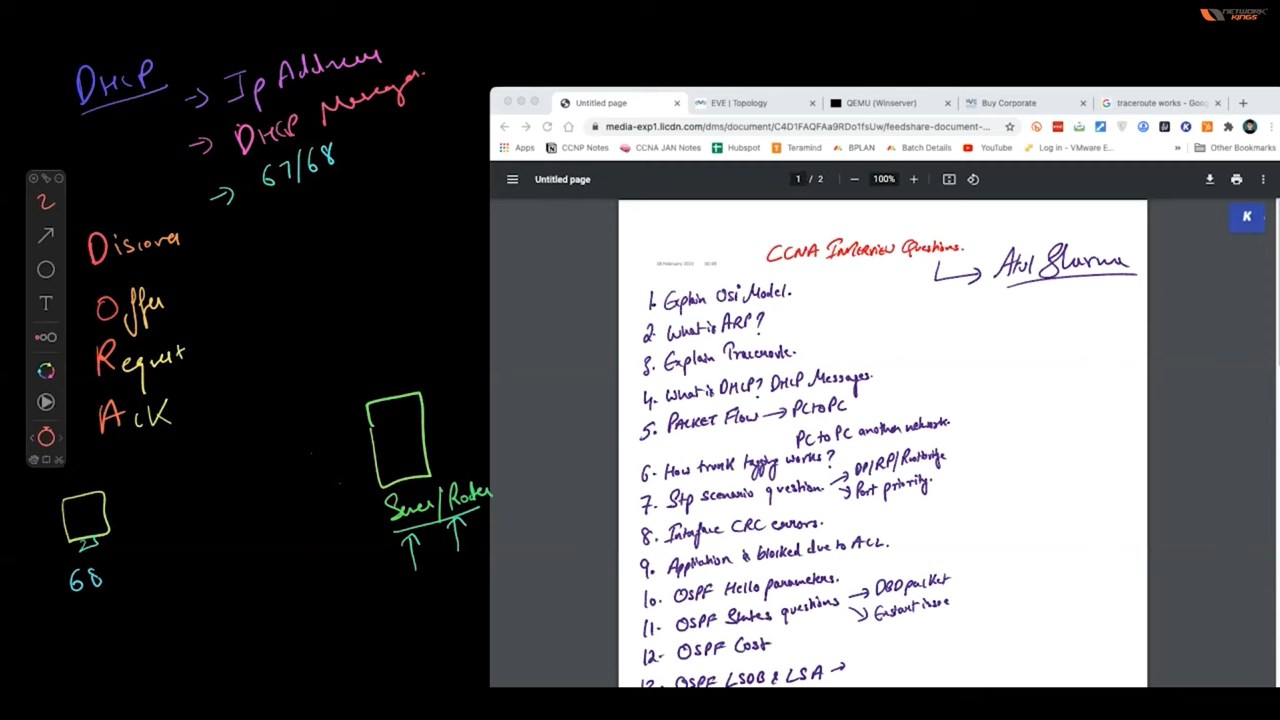 NETWORK KINGS
DHCP → Ip Address
→ DHCP Messages.
→ 67/68
Discover
Offer
Request
Ack
Server/Router
68
Untitled page
EVE | Topology
QEMU (Winserver)
Buy Corporate
traceroute works - Goo
media-exp1.licdn.com/dms/document/C4D1FAQFAa9RDo1fsUw/feedshare-document-...
Apps
CCNP Notes
CCNA JAN Notes
Hubspot
Teramind
BPLAN
Batch Details
YouTube
Log in - VMware E...
»
Other Bookmarks
Untitled page
1 / 2
100%
K
CCNA Interview Questions.
→ Atul Sharma
1. Explain Osi Model.
2. What is ARP?
3. Explain Traceroute.
4. What is DHCP? DHCP Messages.
5. Packet Flow → PC to PC
PC to PC another network.
6. How trunk tagging works?
7. Stp scenario question. → DP/RP/Rootbridge
→ Port priority.
8. Interface CRC errors.
9. Application is blocked due to ACL.
10. OSPF Hello parameters.
11. OSPF States questions → DBD packet
→ Exstart issue
12. OSPF Cost
13. OSPF LSDB & LSA →